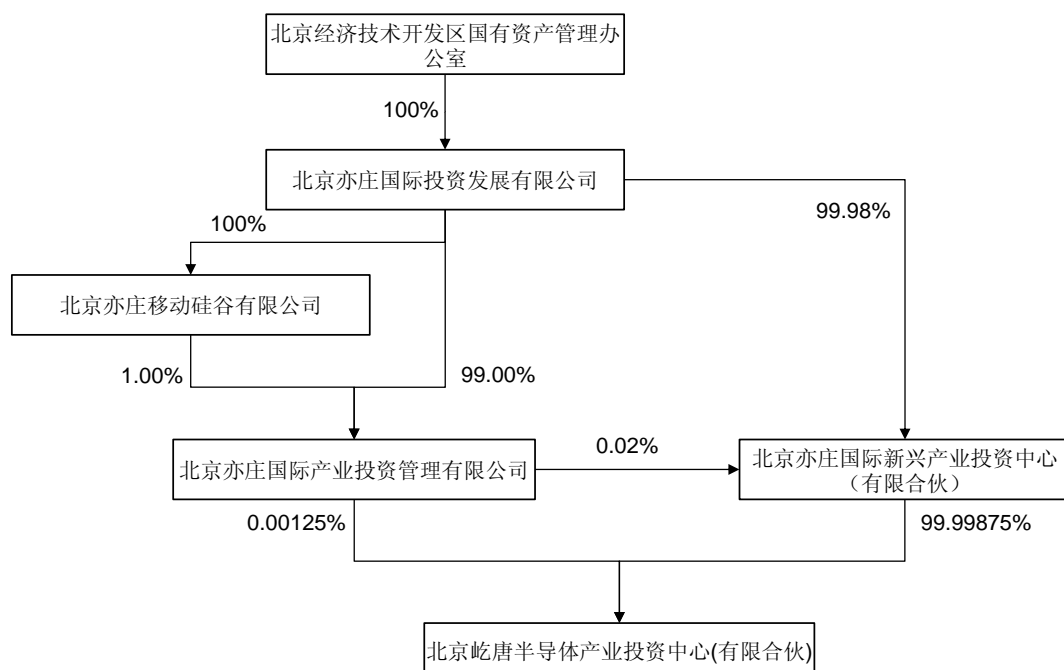 北京经济技术开发区国有资产管理办
公室
100%
北京亦庄国际投资发展有限公司
100%
99.98%
北京亦庄移动硅谷有限公司
1.00%
99.00%
北京亦庄国际产业投资管理有限公司
0.02%
北京亦庄国际新兴产业投资中心
（有限合伙）
0.00125%
99.99875%
北京屹唐半导体产业投资中心(有限合伙)